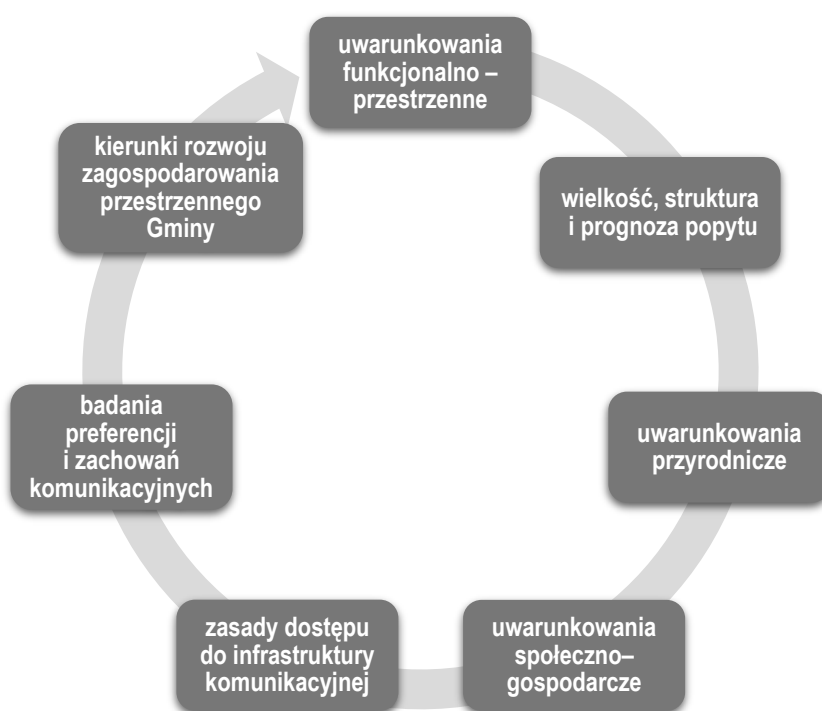 uwarunkowania
funkcjonalno –
przestrzenne
wielkość, struktura
i prognoza popytu
uwarunkowania
przyrodnicze
uwarunkowania
społeczno–
gospodarcze
zasady dostępu
do infrastruktury
komunikacyjnej
badania
preferencji
i zachowań
komunikacyjnych
kierunki rozwoju
zagospodarowania
przestrzennego
Gminy